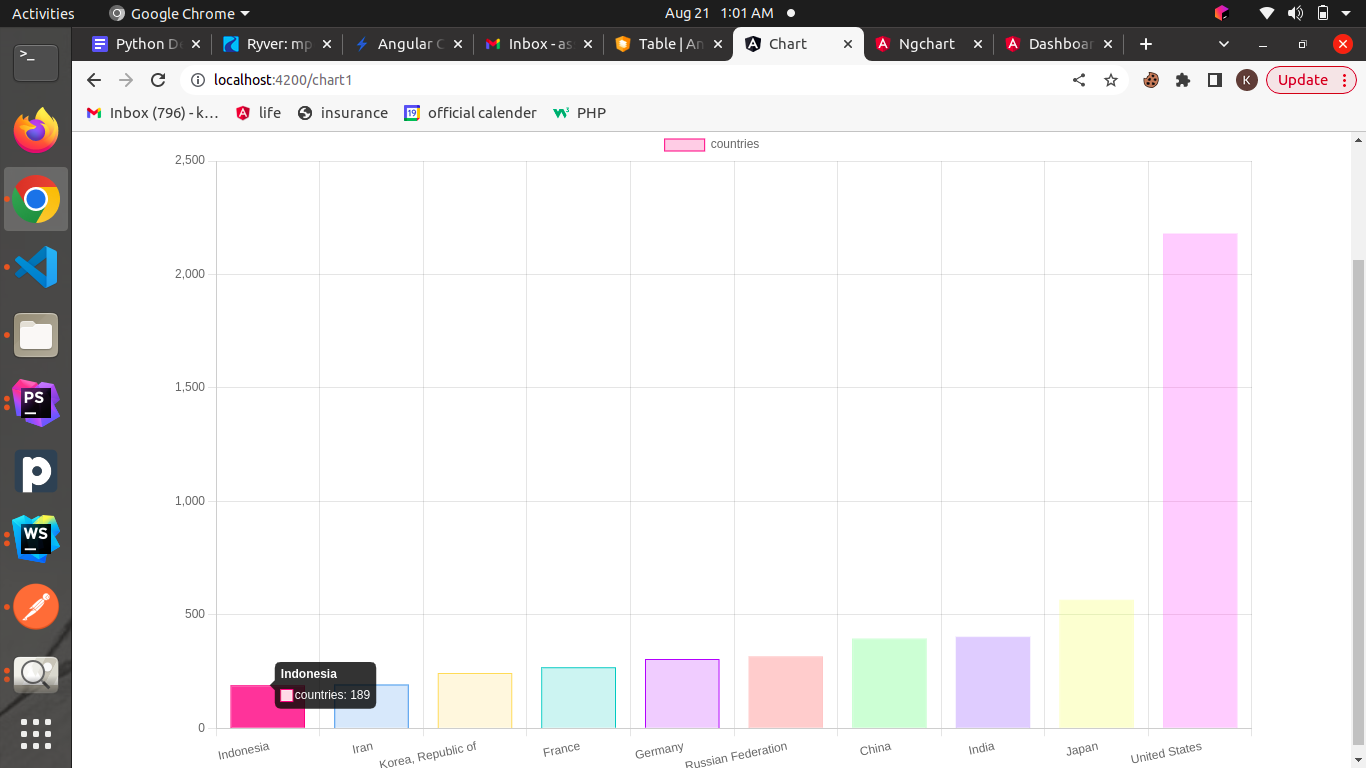 Activities Google Chrome Aug 21 1:01 AM
Python De Ryver: mp Angular C Inbox - as Table | An Chart Ngchart Dashboar
localhost:4200/chart1 K Update
Inbox (796) - k... life 19 official calender insurance PHP
countries
2,500
2,000
1,500
1,000
500
0
Indonesia
countries: 189
Indonesia Iran Korea, Republic of France Germany Russian Federation China India Japan United States
>_
PS
p
WS